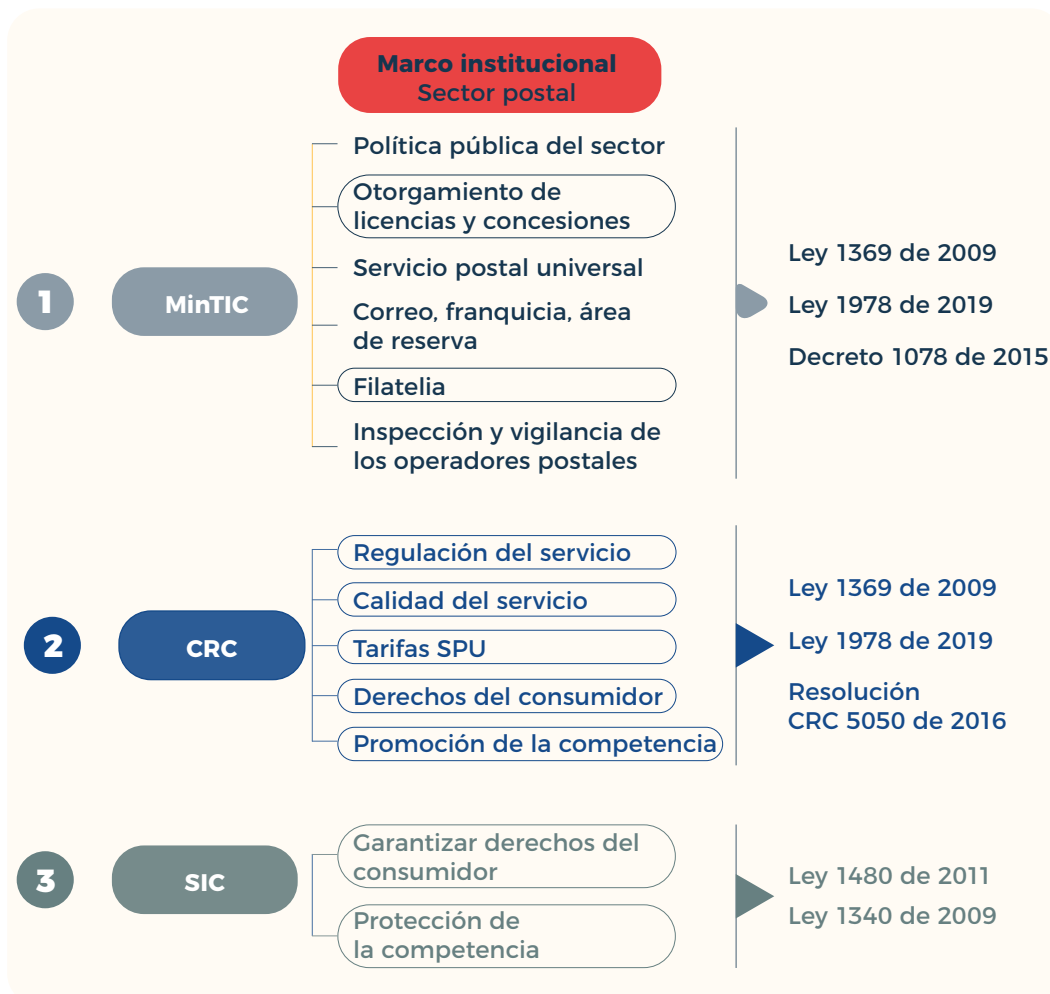 Marco institucional
Sector postal
1
MinTIC
Política pública del sector
Otorgamiento de
licencias y concesiones
Servicio postal universal
Correo, franquicia, área
de reserva
Filatelia
Inspección y vigilancia de
los operadores postales
Ley 1369 de 2009
Ley 1978 de 2019
Decreto 1078 de 2015
2
CRC
Regulación del servicio
Calidad del servicio
Tarifas SPU
Derechos del consumidor
Promoción de la competencia
Ley 1369 de 2009
Ley 1978 de 2019
Resolución
CRC 5050 de 2016
3
SIC
Garantizar derechos del
consumidor
Protección de
la competencia
Ley 1480 de 2011
Ley 1340 de 2009